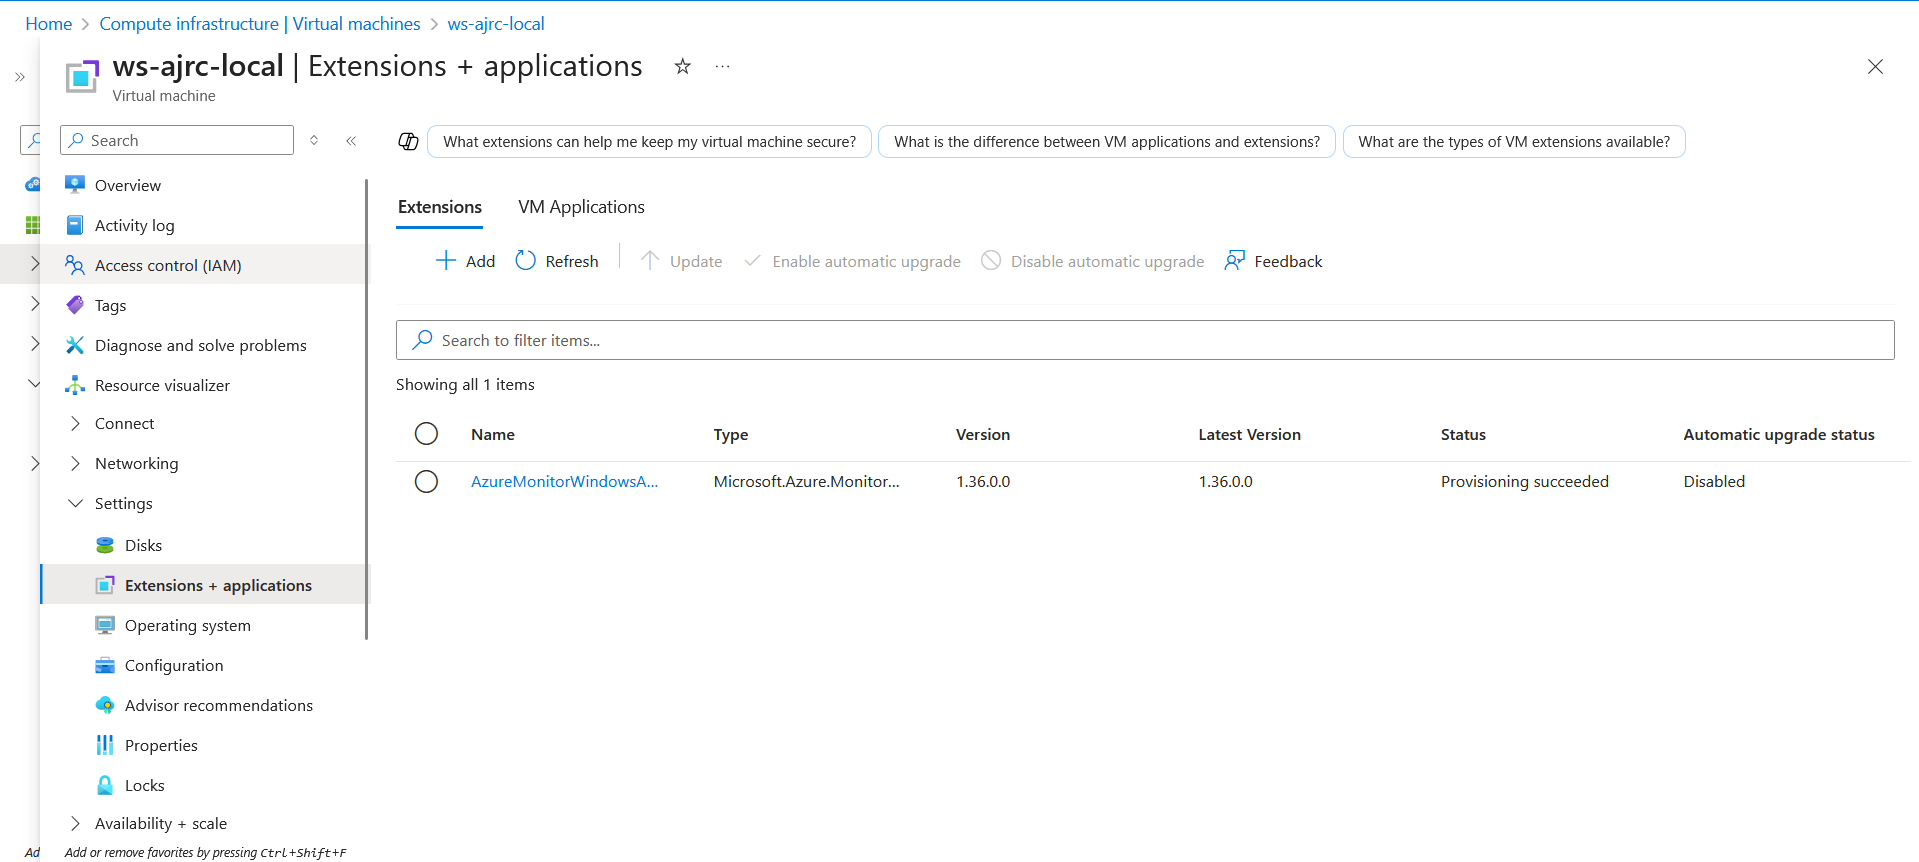 Home > Compute infrastructure | Virtual machines > ws-ajrc-local
ws-ajrc-local | Extensions + applications
Virtual machine
Search
Overview
Activity log
Access control (IAM)
Tags
Diagnose and solve problems
Resource visualizer
Connect
Networking
Settings
Disks
Extensions + applications
Operating system
Configuration
Advisor recommendations
Properties
Locks
Availability + scale
Ad
Add or remove favorites by pressing Ctrl+Shift+F
What extensions can help me keep my virtual machine secure?
What is the difference between VM applications and extensions?
What are the types of VM extensions available?
Extensions VM Applications
Add Refresh Update Enable automatic upgrade Disable automatic upgrade Feedback
Search to filter items...
Showing all 1 items
Name Type Version Latest Version Status Automatic upgrade status
AzureMonitorWindowsA... Microsoft.Azure.Monitor... 1.36.0.0 1.36.0.0 Provisioning succeeded Disabled